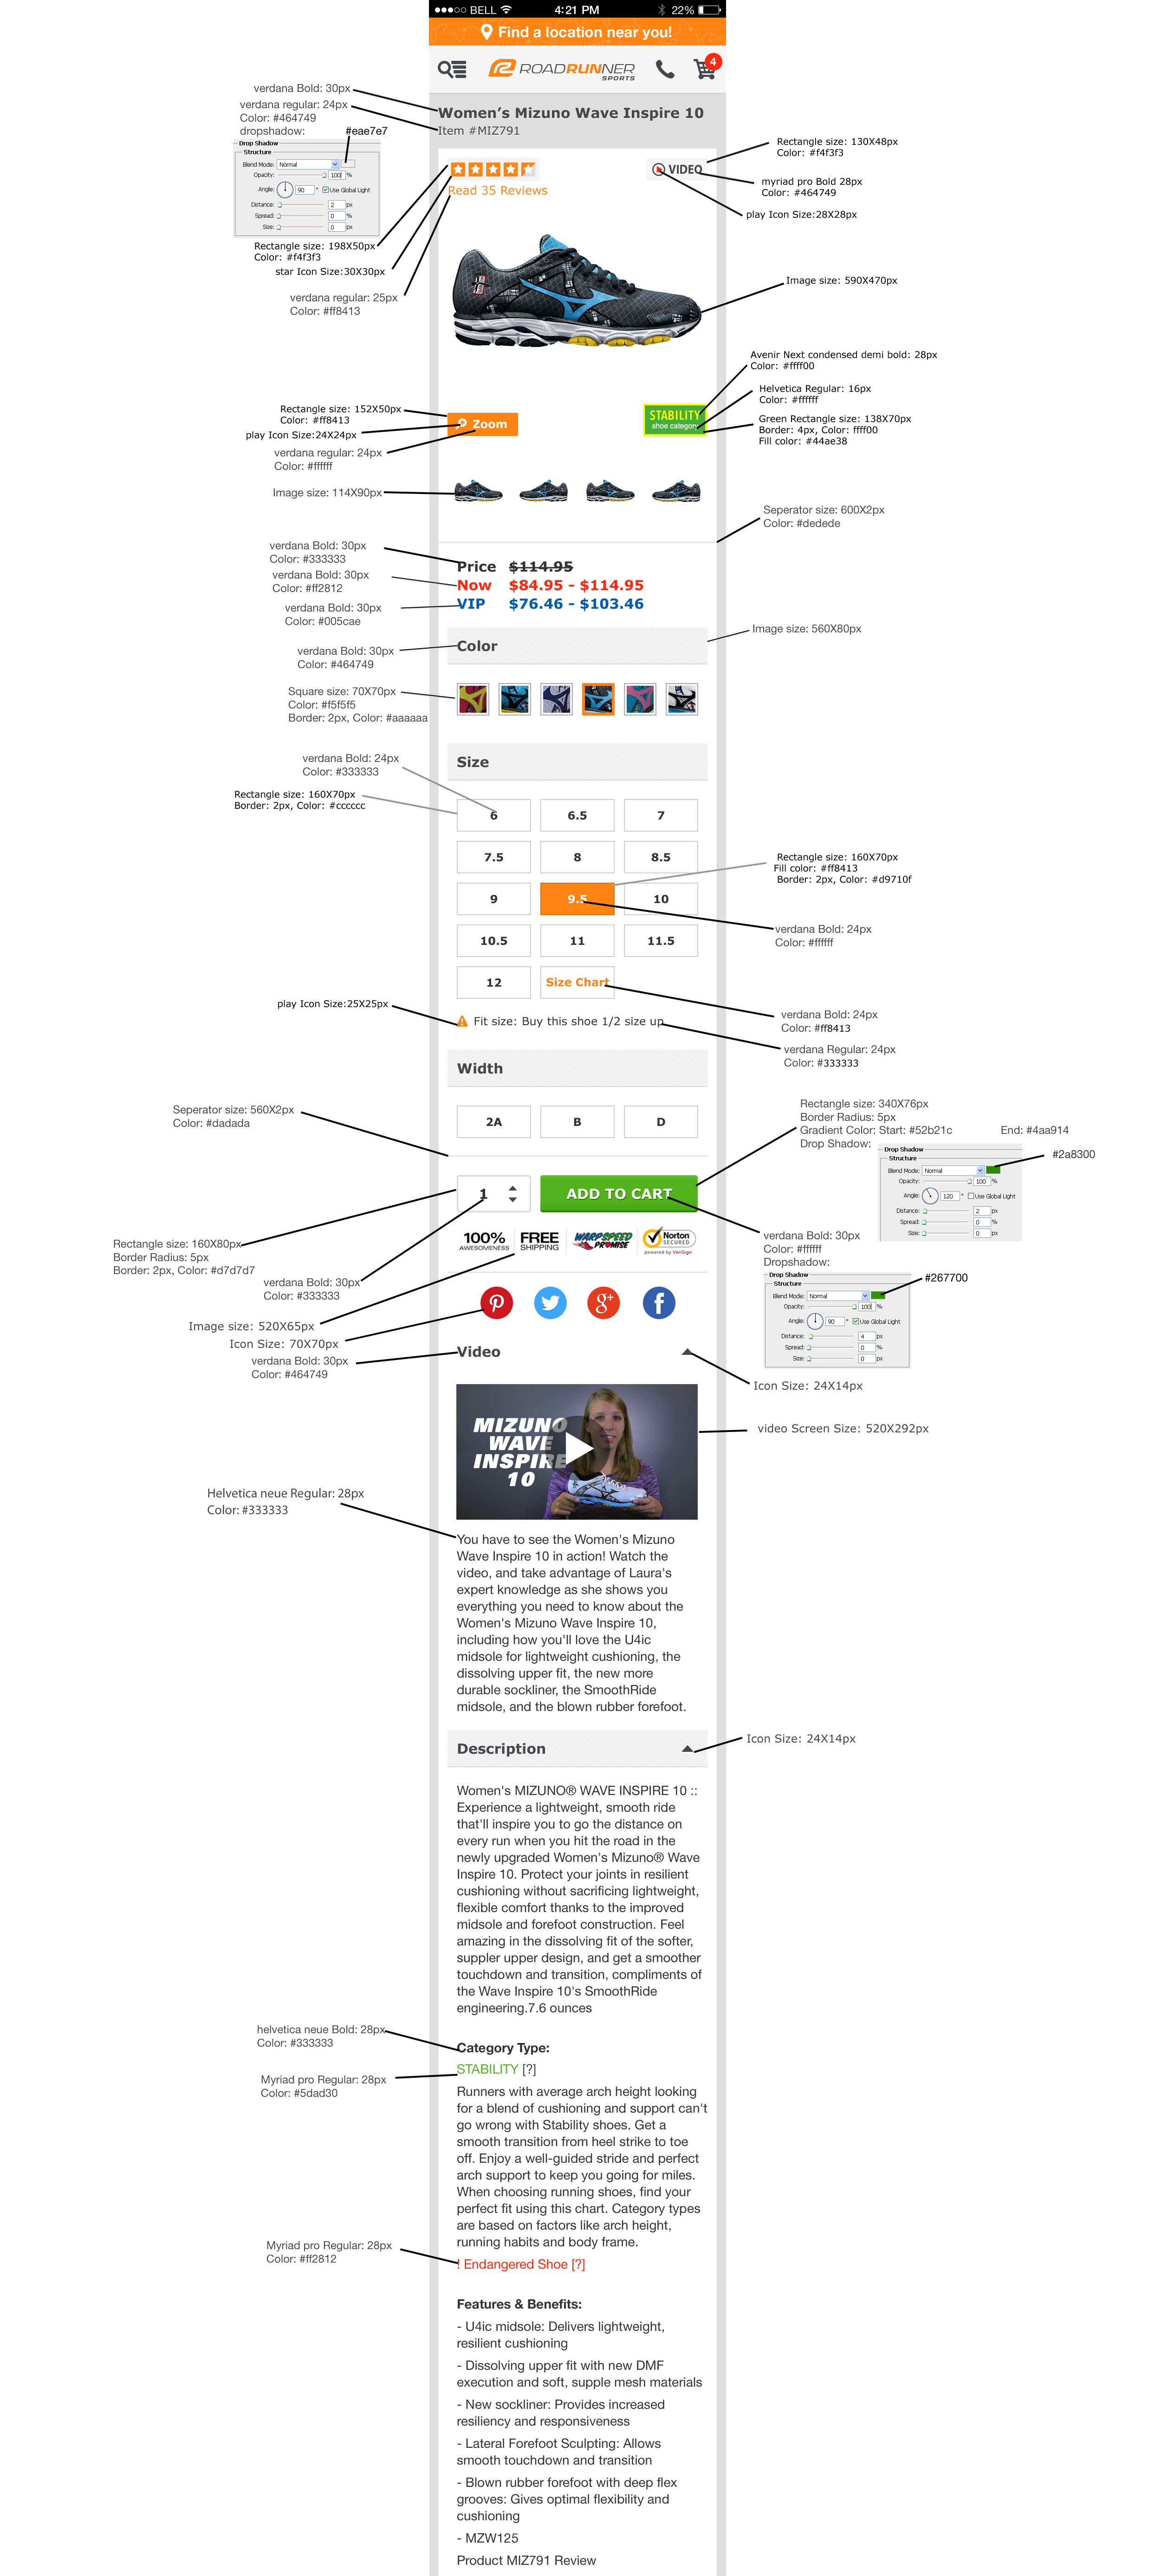 BELL 4:21 PM 22%
Find a location near you!
ROADRUNNER
SPORTS
4
verdana Bold: 30px
verdana regular: 24px
Color: #464749
dropshadow:
#eae7e7
Women's Mizuno Wave Inspire 10
Item #MIZ791
Drop Shadow
Structure
Blend Mode: Normal
Opacity: 100 %
Angle: 90 ° Use Global Light
Distance: 2 px
Spread: 0 %
Size: 0 px
Rectangle size: 198X50px
Color: #f4f3f3
star Icon Size:30X30px
verdana regular: 25px
Color: #ff8413
Read 35 Reviews
VIDEO
Rectangle size: 130X48px
Color: #f4f3f3
myriad pro Bold 28px
Color: #464749
play Icon Size:28X28px
Image size: 590X470px
Avenir Next condensed demi bold: 28px
Color: #ffff00
Helvetica Regular: 16px
Color: #ffffff
Green Rectangle size: 138X70px
Border: 4px, Color: ffff00
Fill color: #44ae38
Rectangle size: 152X50px
Color: #ff8413
play Icon Size:24X24px
verdana regular: 24px
Color: #ffffff
Zoom
STABILITY
shoe category
Image size: 114X90px
Seperator size: 600X2px
Color: #dedede
verdana Bold: 30px
Color: #333333
verdana Bold: 30px
Color: #ff2812
verdana Bold: 30px
Color: #005cae
Price $114.95
Now $84.95 - $114.95
VIP $76.46 - $103.46
Image size: 560X80px
verdana Bold: 30px
Color: #464749
Color
Square size: 70X70px
Color: #f5f5f5
Border: 2px, Color: #aaaaaa
Size
verdana Bold: 24px
Color: #333333
Rectangle size: 160X70px
Border: 2px, Color: #cccccc
6 6.5 7
7.5 8 8.5
9 9.5 10
10.5 11 11.5
12 Size Chart
Rectangle size: 160X70px
Fill color: #ff8413
Border: 2px, Color: #d9710f
verdana Bold: 24px
Color: #ffffff
play Icon Size:25X25px
Fit size: Buy this shoe 1/2 size up
verdana Bold: 24px
Color: #ff8413
verdana Regular: 24px
Color: #333333
Width
2A B D
Seperator size: 560X2px
Color: #dadada
Rectangle size: 340X76px
Border Radius: 5px
Gradient Color: Start: #52b21c End: #4aa914
Drop Shadow:
Drop Shadow
Structure
Blend Mode: Normal
Opacity: 100 %
Angle: 120 ° Use Global Light
Distance: 2 px
Spread: 0 %
Size: 0 px
#2a8300
1
ADD TO CART
Rectangle size: 160X80px
Border Radius: 5px
Border: 2px, Color: #d7d7d7
verdana Bold: 30px
Color: #333333
100%
AWESOMENESS
FREE
SHIPPING
WARPSPEED
PROMISE
Norton
SECURED
powered by VeriSign
verdana Bold: 30px
Color: #ffffff
Dropshadow:
Drop Shadow
Structure
Blend Mode: Normal
Opacity: 100 %
Angle: 90 ° Use Global Light
Distance: 4 px
Spread: 0 %
Size: 0 px
#267700
Image size: 520X65px
Icon Size: 70X70px
verdana Bold: 30px
Color: #464749
g+
f
Video
Icon Size: 24X14px
MIZUNO
WAVE
INSPIRE
10
video Screen Size: 520X292px
Helvetica neue Regular: 28px
Color: #333333
You have to see the Women's Mizuno
Wave Inspire 10 in action! Watch the
video, and take advantage of Laura's
expert knowledge as she shows you
everything you need to know about the
Women's Mizuno Wave Inspire 10,
including how you'll love the U4ic
midsole for lightweight cushioning, the
dissolving upper fit, the new more
durable sockliner, the SmoothRide
midsole, and the blown rubber forefoot.
Description
Icon Size: 24X14px
Women's MIZUNO® WAVE INSPIRE 10 ::
Experience a lightweight, smooth ride
that'll inspire you to go the distance on
every run when you hit the road in the
newly upgraded Women's Mizuno® Wave
Inspire 10. Protect your joints in resilient
cushioning without sacrificing lightweight,
flexible comfort thanks to the improved
midsole and forefoot construction. Feel
amazing in the dissolving fit of the softer,
suppler upper design, and get a smoother
touchdown and transition, compliments of
the Wave Inspire 10's SmoothRide
engineering.7.6 ounces
helvetica neue Bold: 28px
Color: #333333
Category Type:
Myriad pro Regular: 28px
Color: #5dad30
STABILITY [?]
Runners with average arch height looking
for a blend of cushioning and support can't
go wrong with Stability shoes. Get a
smooth transition from heel strike to toe
off. Enjoy a well-guided stride and perfect
arch support to keep you going for miles.
When choosing running shoes, find your
perfect fit using this chart. Category types
are based on factors like arch height,
running habits and body frame.
Myriad pro Regular: 28px
Color: #ff2812
! Endangered Shoe [?]
Features & Benefits:
- U4ic midsole: Delivers lightweight,
resilient cushioning
- Dissolving upper fit with new DMF
execution and soft, supple mesh materials
- New sockliner: Provides increased
resiliency and responsiveness
- Lateral Forefoot Sculpting: Allows
smooth touchdown and transition
- Blown rubber forefoot with deep flex
grooves: Gives optimal flexibility and
cushioning
- MZW125
Product MIZ791 Review